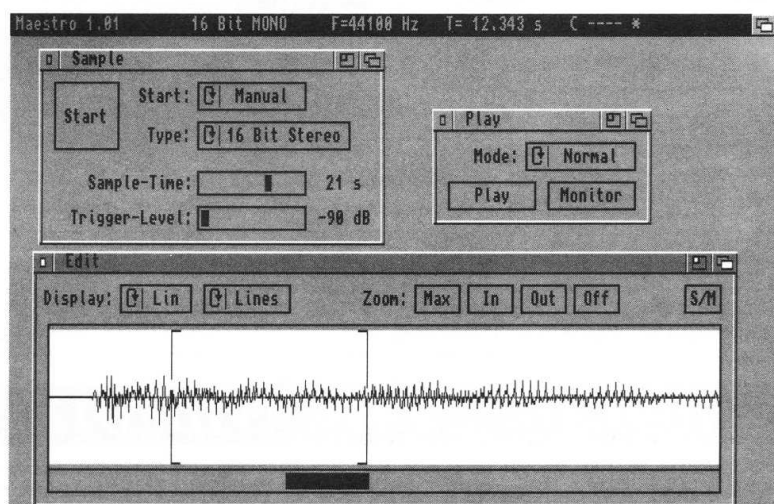 Maestro 1.01 16 Bit MONO F=44100 Hz T= 12.343 s C ---- *
Sample
Start
Start: Manual
Type: 16 Bit Stereo
Sample-Time: 21 s
Trigger-Level: -90 dB
Play
Mode: Normal
Play Monitor
Edit
Display: Lin Lines Zoom: Max In Out Off S/M